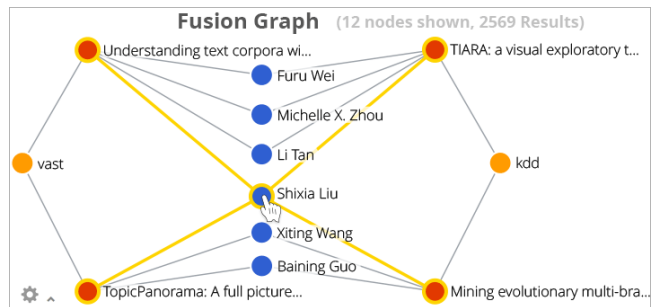 Fusion Graph (12 nodes shown, 2569 Results)
Understanding text corpora wi...
TIARA: a visual exploratory t...
Furu Wei
Michelle X. Zhou
Li Tan
vast
kdd
Shixia Liu
Xiting Wang
Baining Guo
TopicPanorama: A full picture...
Mining evolutionary multi-bra...